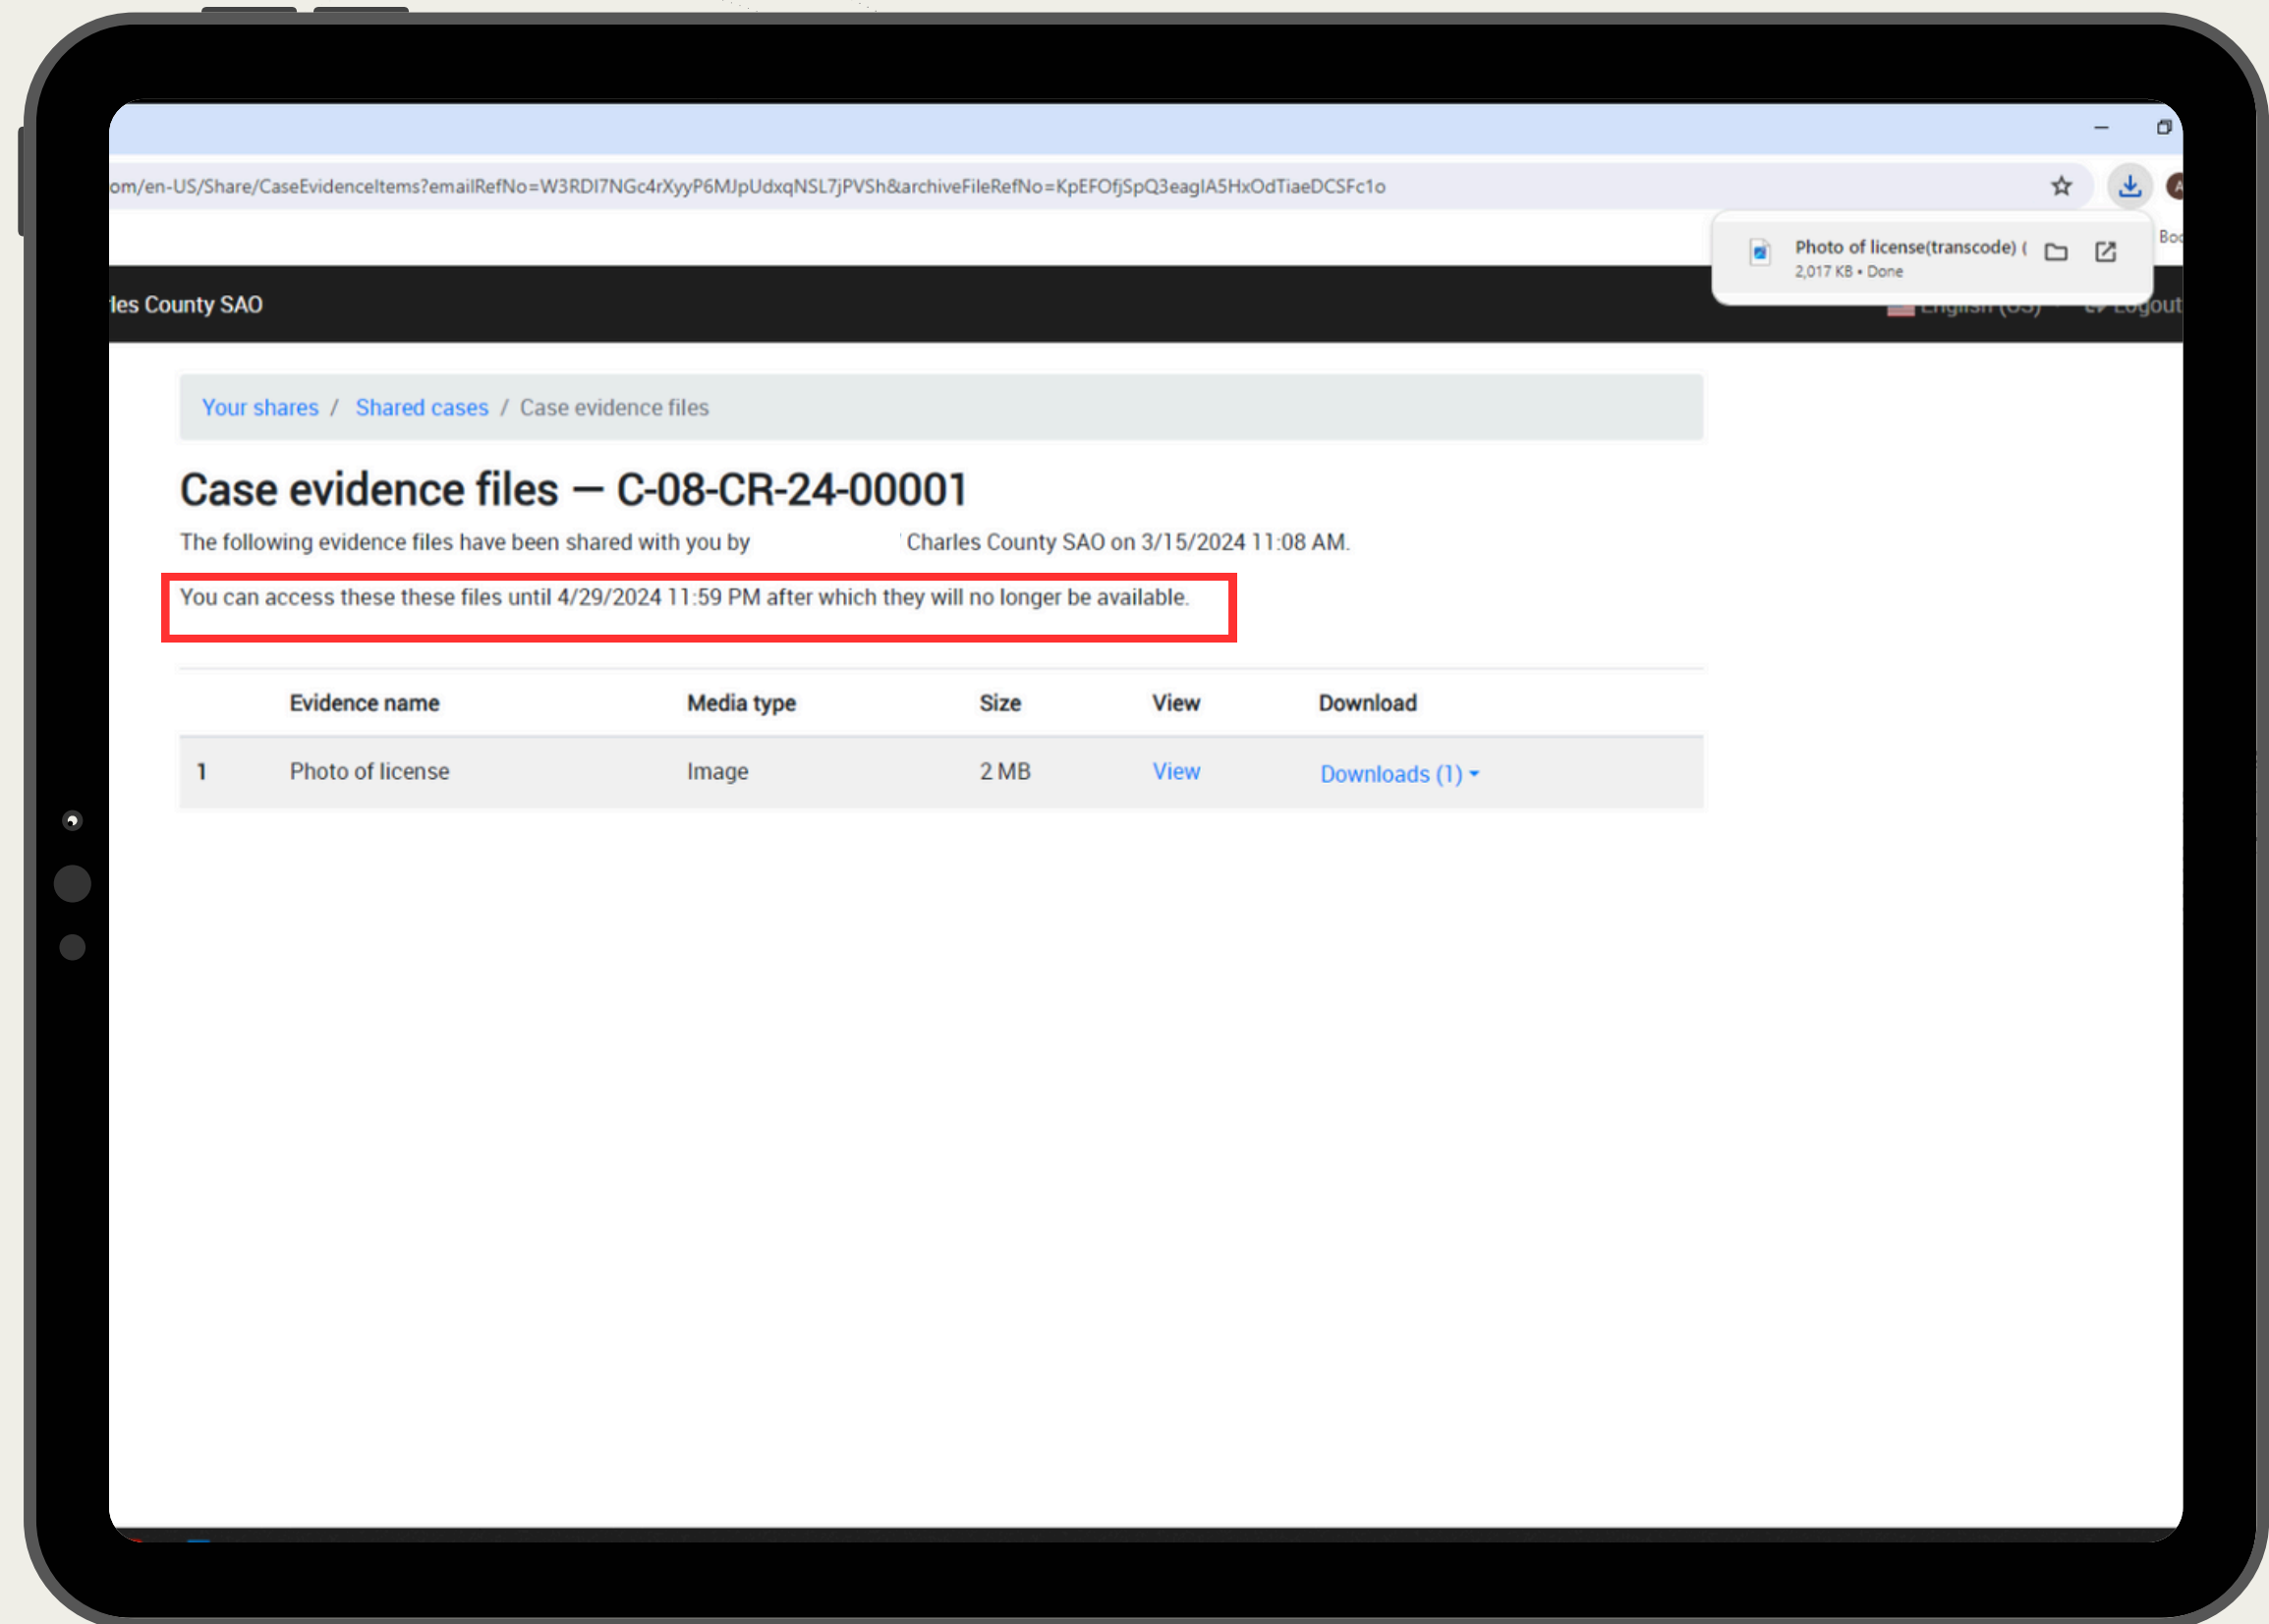 om/en-US/Share/CaseEvidenceItems?emailRefNo=W3RDI7NGc4rXyyP6MJpUdxqNSL7jPVSh&archiveFileRefNo=KpEFOfjSpQ3eagIA5HxOdTiaeDCSFc1o
A
Boo
Photo of license(transcode) (
2,017 KB • Done
les County SAO
English (US)
Logout
Your shares / Shared cases / Case evidence files
Case evidence files — C-08-CR-24-00001
The following evidence files have been shared with you by Charles County SAO on 3/15/2024 11:08 AM.
You can access these these files until 4/29/2024 11:59 PM after which they will no longer be available.
Evidence name Media type Size View Download
1 Photo of license Image 2 MB View Downloads (1)